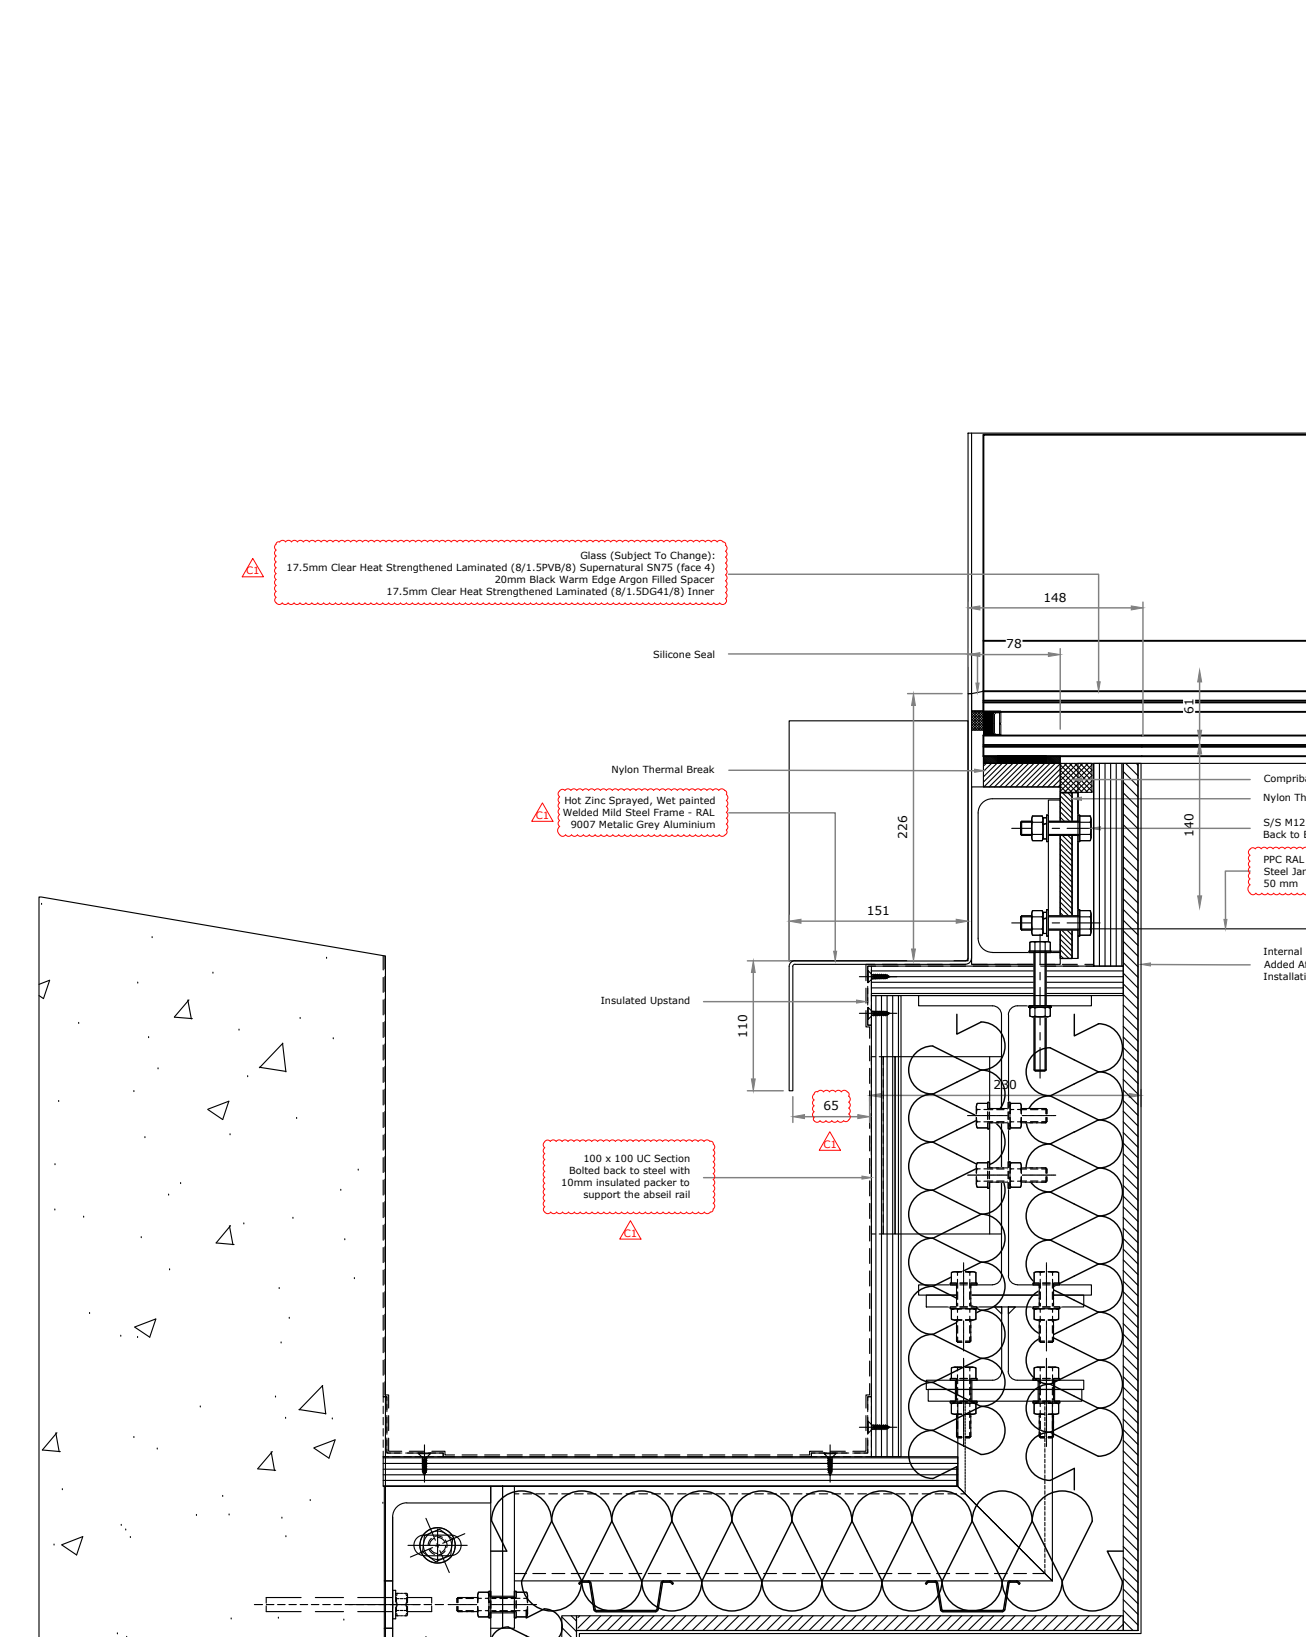 Glass (Subject To Change):
17.5mm Clear Heat Strengthened Laminated (8/1.5PVB/8) Supernatural SN75 (face 4)
20mm Black Warm Edge Argon Filled Spacer
17.5mm Clear Heat Strengthened Laminated (8/1.5DG41/8) Inner
C1
148
78
Silicone Seal
61
Nylon Thermal Break
Hot Zinc Sprayed, Wet painted
Welded Mild Steel Frame - RAL
9007 Metalic Grey Aluminium
C1
226
140
Nylon
S/S M12
Back to
PPC RAL
Steel
50 mm
151
Internal
Added
Insulated Upstand
110
230
65
C1
100 x 100 UC Section
Bolted back to steel with
10mm insulated packer to
support the abseil rail
C1